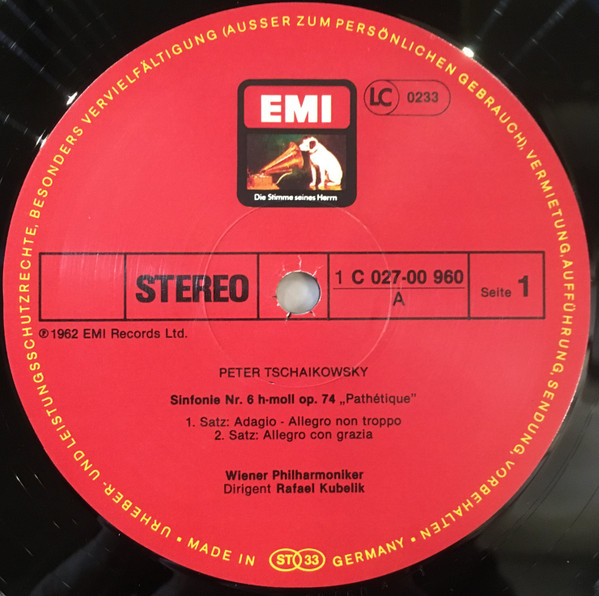 URHEBER- UND LEISTUNGSSCHUTZRECHTE, BESONDERS VERVIELFÄLTIGUNG (AUSSER ZUM PERSÖNLICHEN GEBRAUCH), VERMIETUNG, AUFFÜHRUNG, SENDUNG, VORBEHALTEN
EMI
LC 0233
Die Stimme seines Herrn
STEREO
1 C 027-00 960
A
Seite 1
℗1962 EMI Records Ltd.
PETER TSCHAIKOWSKY
Sinfonie Nr. 6 h-moll op. 74 „Pathétique"
1. Satz: Adagio - Allegro non troppo
2. Satz: Allegro con grazia
Wiener Philharmoniker
Dirigent Rafael Kubelik
• MADE IN ST 33 GERMANY •